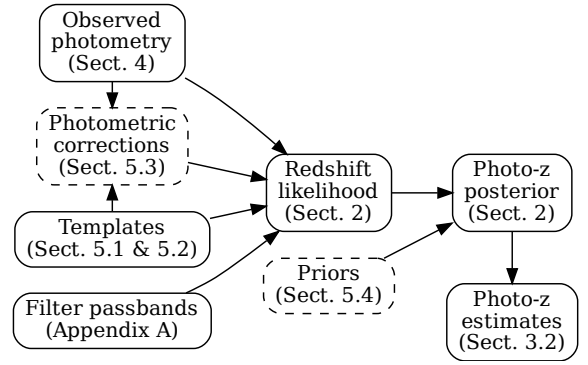 Observed
photometry
(Sect. 4)
Photometric
corrections
(Sect. 5.3)
Templates
(Sect. 5.1 & 5.2)
Filter passbands
(Appendix A)
Redshift
likelihood
(Sect. 2)
Priors
(Sect. 5.4)
Photo-z
posterior
(Sect. 2)
Photo-z
estimates
(Sect. 3.2)